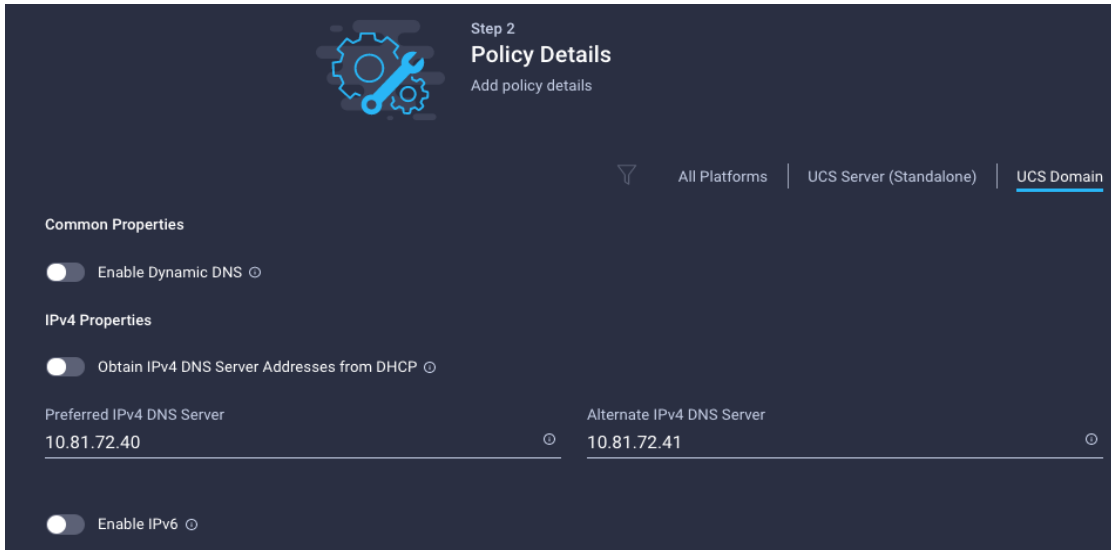 Step 2
Policy Details
Add policy details
All Platforms UCS Server (Standalone) UCS Domain
Common Properties
Enable Dynamic DNS
IPv4 Properties
Obtain IPv4 DNS Server Addresses from DHCP
Preferred IPv4 DNS Server Alternate IPv4 DNS Server
10.81.72.40 10.81.72.41
Enable IPv6